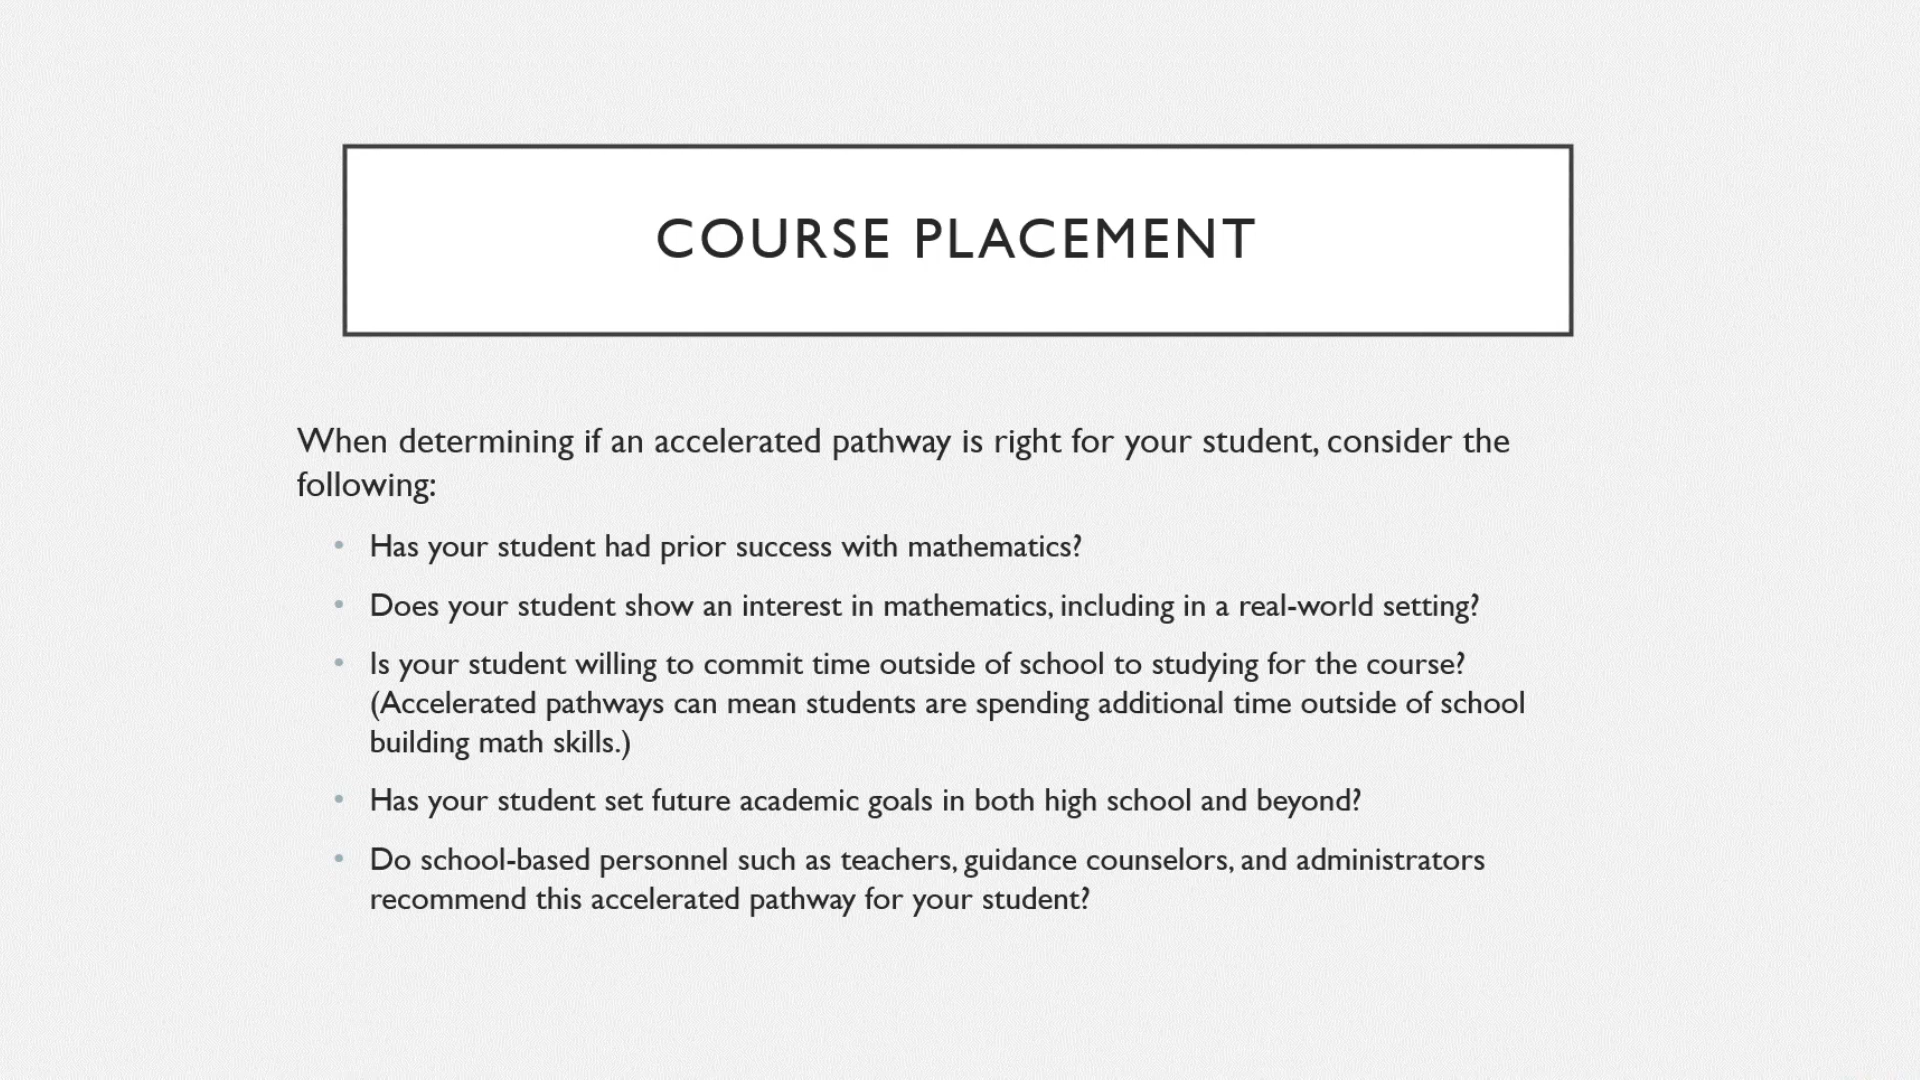 COURSE PLACEMENT
When determining if an accelerated pathway is right for your student, consider the
following:
• Has your student had prior success with mathematics?
• Does your student show an interest in mathematics, including in a real-world setting?
• Is your student willing to commit time outside of school to studying for the course?
(Accelerated pathways can mean students are spending additional time outside of school
building math skills.)
• Has your student set future academic goals in both high school and beyond?
• Do school-based personnel such as teachers, guidance counselors, and administrators
recommend this accelerated pathway for your student?